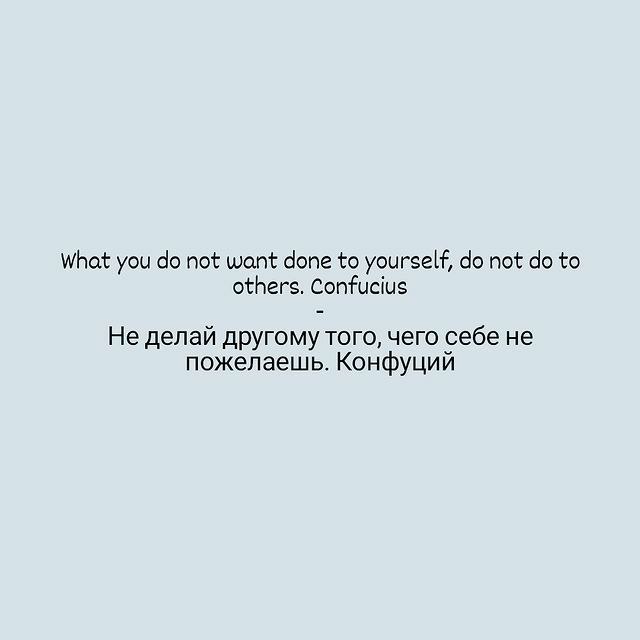 What you do not want done to yourself, do not do to
others. Confucius
-
Не делай другому того, чего себе не
пожелаешь. Конфуций